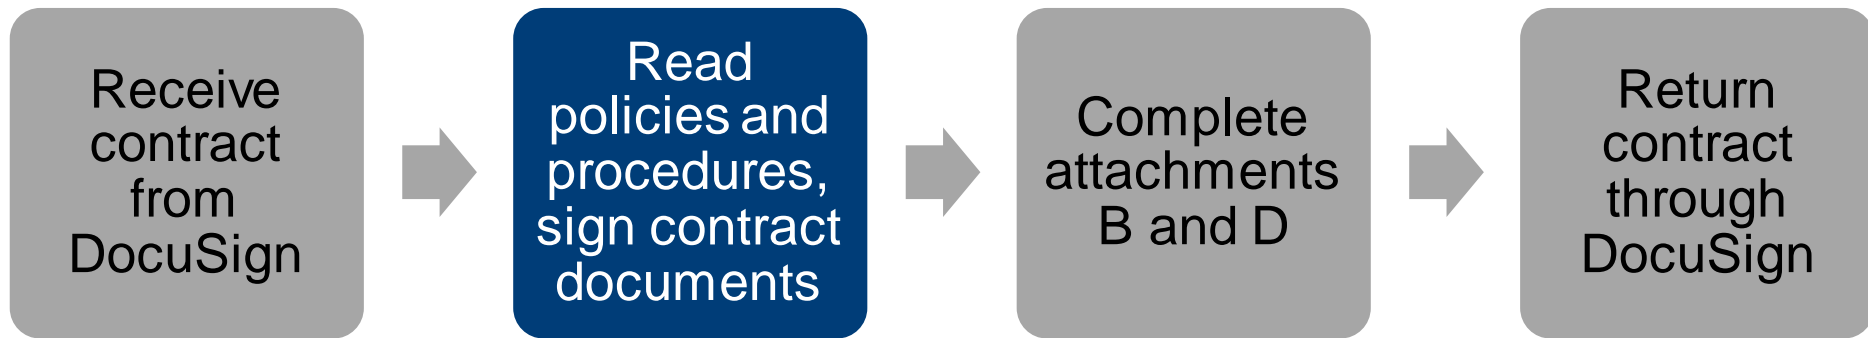 Receive
contract
from
DocuSign
Read
policies and
procedures,
sign contract
documents
Complete
attachments
B and D
Return
contract
through
DocuSign